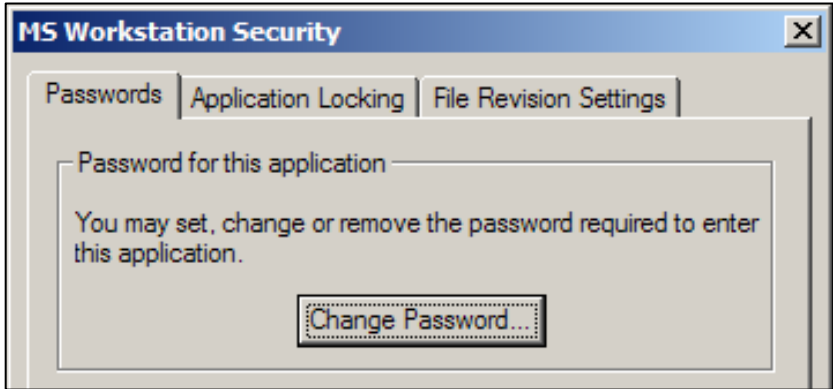 MS Workstation Security
Passwords
Application Locking
File Revision Settings
Password for this application
You may set, change or remove the password required to enter
this application.
Change Password...